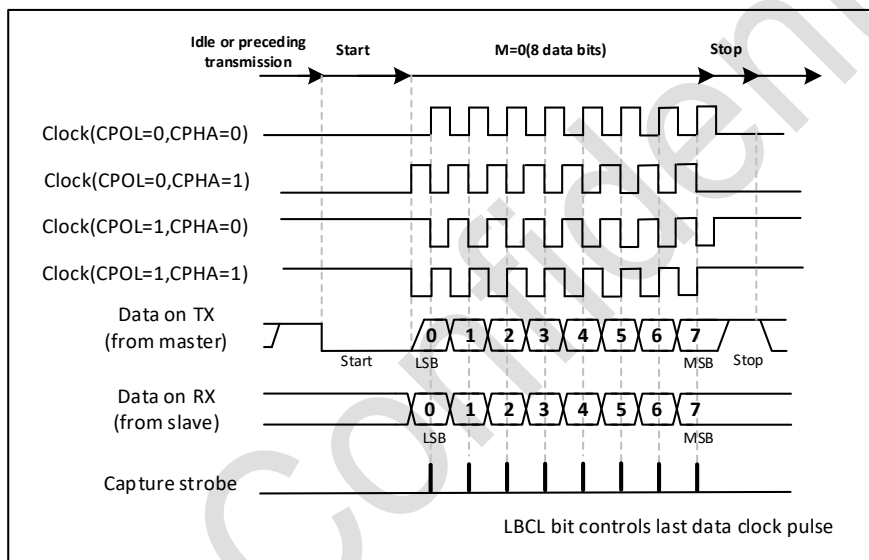 Confidential
Idle or preceding transmission
Start
M=0(8 data bits)
Stop
Clock(CPOL=0,CPHA=0)
Clock(CPOL=0,CPHA=1)
Clock(CPOL=1,CPHA=0)
Clock(CPOL=1,CPHA=1)
Data on TX
(from master)
0 1 2 3 4 5 6 7
Start
LSB
MSB
Stop
Data on RX
(from slave)
0 1 2 3 4 5 6 7
LSB
MSB
Capture strobe
LBCL bit controls last data clock pulse